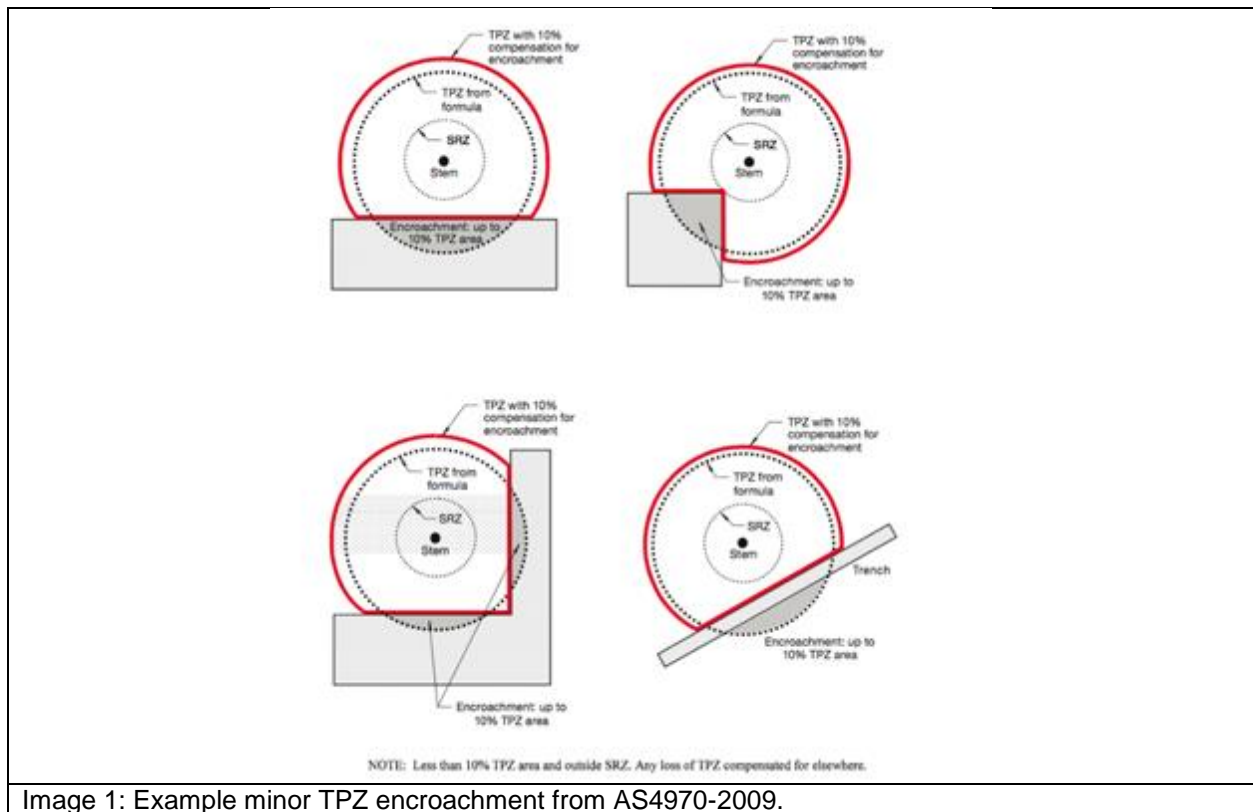 TPZ with 10%
compensation for
encroachment
TPZ from
formula
SRZ
Stem
Encroachment: up to
10% TPZ area
TPZ with 10%
compensation for
encroachment
TPZ from
formula
SRZ
Stem
Encroachment: up to
10% TPZ area
TPZ with 10%
compensation for
encroachment
TPZ from
formula
SRZ
Stem
Encroachment: up to
10% TPZ area
TPZ with 10%
compensation for
encroachment
TPZ from
formula
SRZ
Stem
Trench
Encroachment: up to
10% TPZ area
NOTE: Less than 10% TPZ area and outside SRZ. Any loss of TPZ compensated for elsewhere.
Image 1: Example minor TPZ encroachment from AS4970-2009.